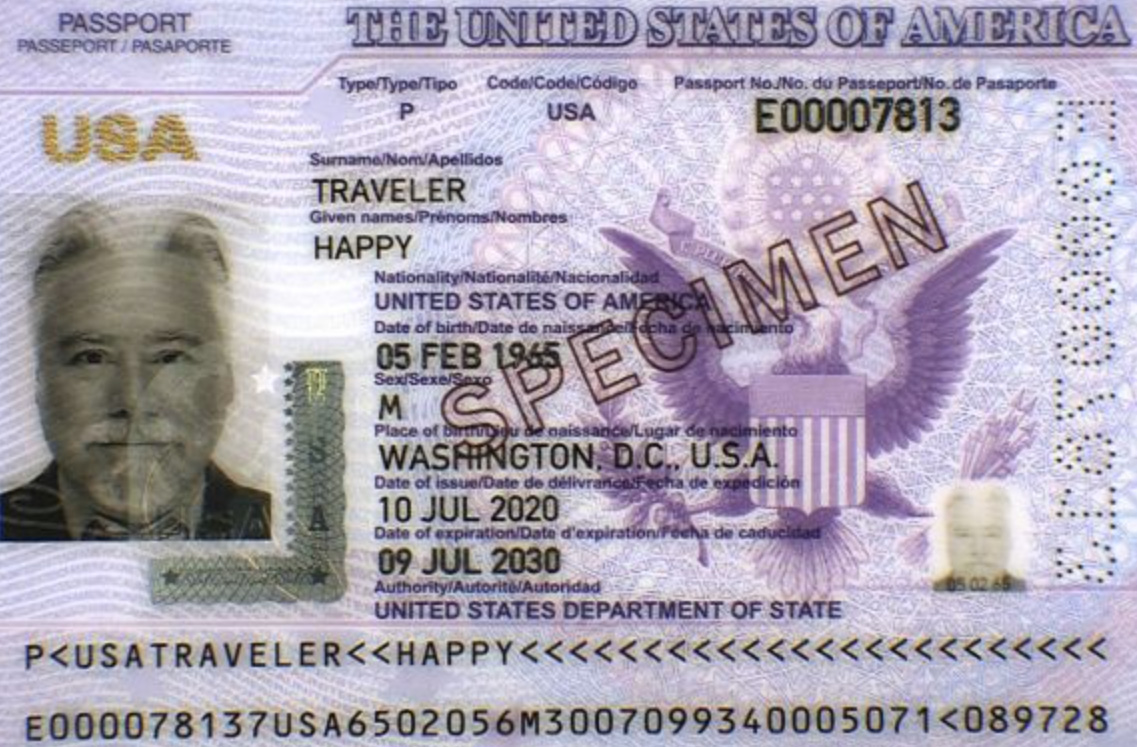 PASSPORT
PASSEPORT / PASAPORTE
THE UNITED STATES OF AMERICA
Type/Type/Tipo Code/Code/Código Passport No./No. du Passeport/No. de Pasaporte
P USA E00007813
USA
Surname/Nom/Apellidos
TRAVELER
Given names/Prénoms/Nombres
HAPPY
Nationality/Nationalité/Nacionalidad
UNITED STATES OF AMERICA
Date of birth/Date de naissance/Fecha de nacimiento
05 FEB 1965
Sex/Sexe/Sexo
M
Place of birth/Lieu de naissance/Lugar de nacimiento
WASHINGTON, D.C., U.S.A.
Date of issue/Date de délivrance/Fecha de expedición
10 JUL 2020
Date of expiration/Date d'expiration/Fecha de caducidad
09 JUL 2030
Authority/Autorité/Autoridad
UNITED STATES DEPARTMENT OF STATE
SPECIMEN
E00007813
USA
05 02 65
P<USATRAVELER<<HAPPY<<<<<<<<<<<<<<<<<<<<<<<<
E000078137USA6502056M3007099340005071<089728